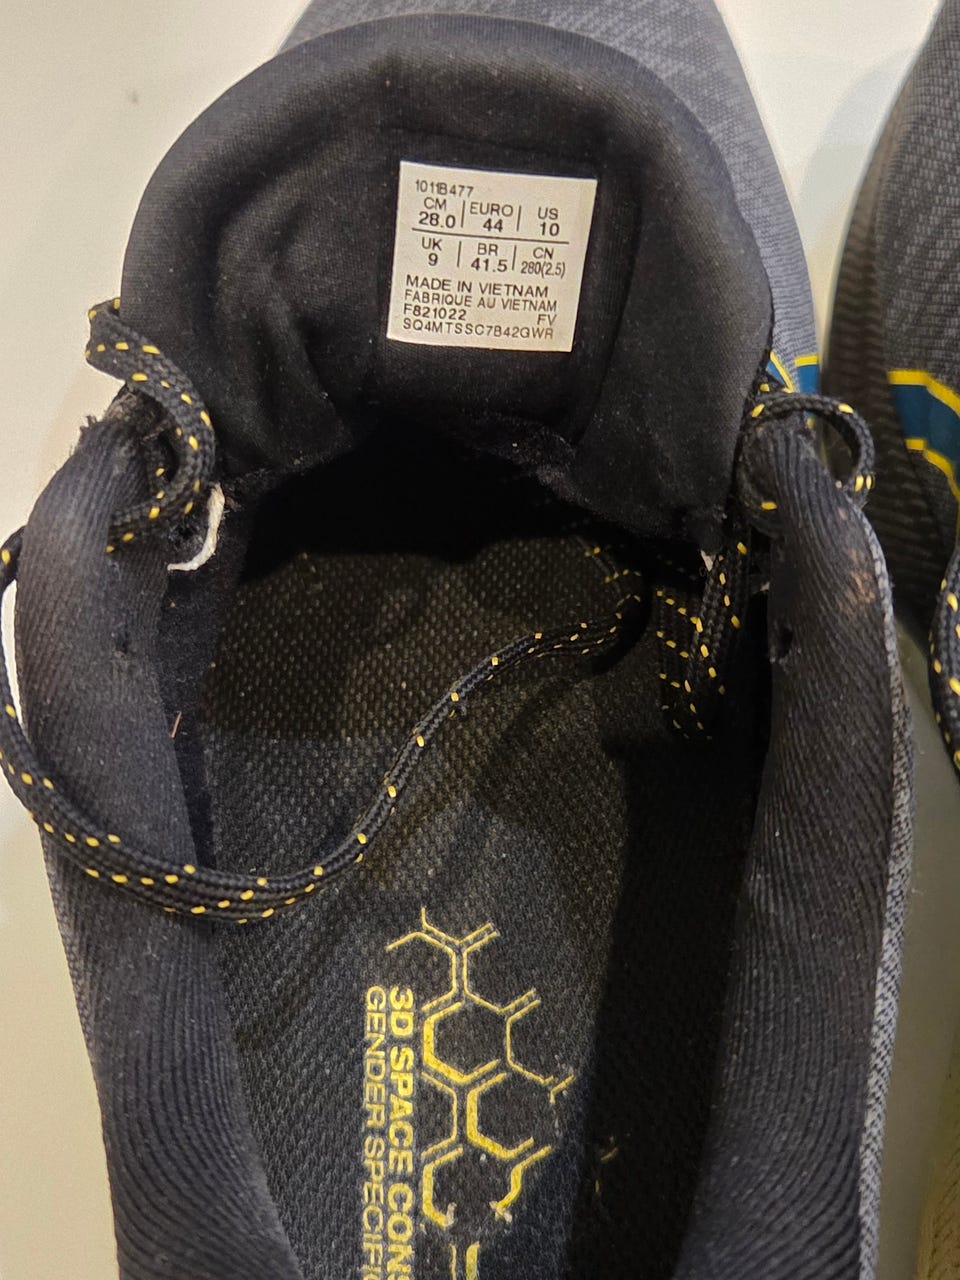 1011B477
CM EURO US
28.0 44 10
UK BR CN
9 41.5 280(2.5)
MADE IN VIETNAM
FABRIQUE AU VIETNAM
F821022 FV
SQ4MTSSC7B42GWR
3D SPACE CONS
GENDER SPECIFIC